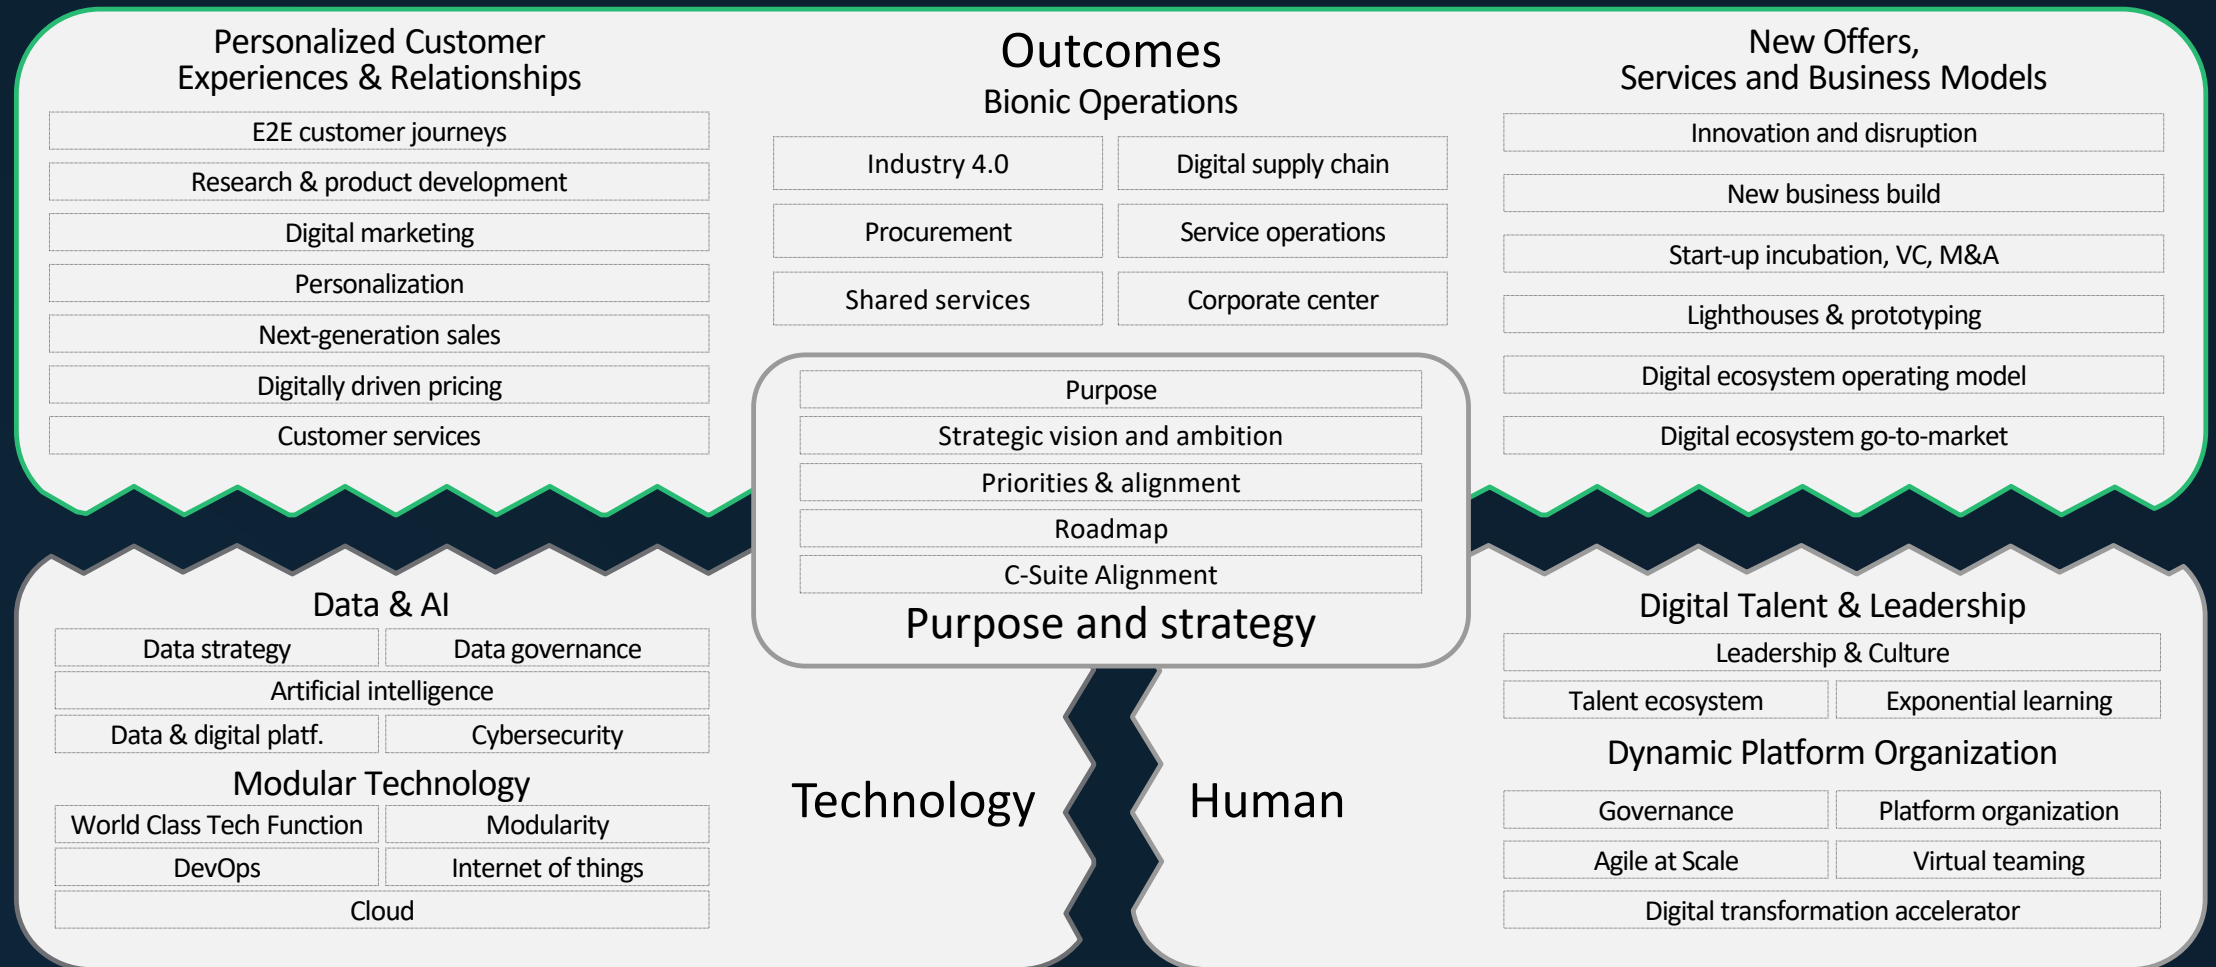 Personalized Customer
Experiences & Relationships
E2E customer journeys
Research & product development
Digital marketing
Personalization
Next-generation sales
Digitally driven pricing
Customer services
Outcomes
Bionic Operations
Industry 4.0
Digital supply chain
Procurement
Service operations
Shared services
Corporate center
New Offers,
Services and Business Models
Innovation and disruption
New business build
Start-up incubation, VC, M&A
Lighthouses & prototyping
Digital ecosystem operating model
Digital ecosystem go-to-market
Purpose
Strategic vision and ambition
Priorities & alignment
Roadmap
C-Suite Alignment
Purpose and strategy
Data & AI
Data strategy
Data governance
Artificial intelligence
Data & digital platf.
Cybersecurity
Modular Technology
World Class Tech Function
Modularity
DevOps
Internet of things
Cloud
Technology
Human
Digital Talent & Leadership
Leadership & Culture
Talent ecosystem
Exponential learning
Dynamic Platform Organization
Governance
Platform organization
Agile at Scale
Virtual teaming
Digital transformation accelerator